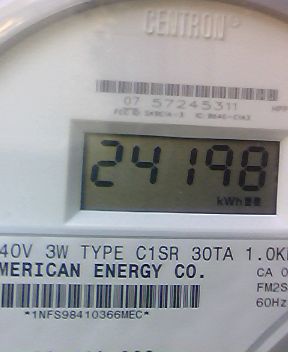 CENTRON®
07 57245311
24198
kWh
40V 3W TYPE C1SR 30TA 1.0K
MERICAN ENERGY CO.
CA 0
FM2S
60Hz
*1NFS98410366MEC*